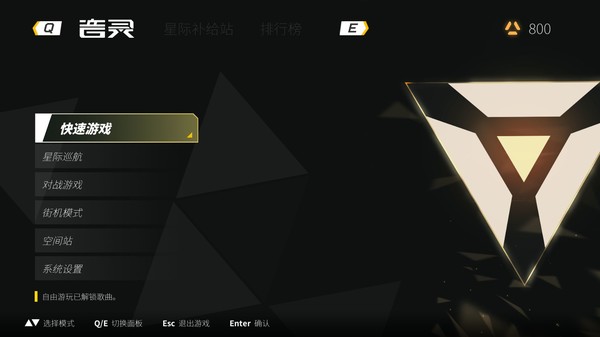 Q 音灵 星际补给站 排行榜 E 800
快速游戏
星际巡航
对战游戏
街机模式
空间站
系统设置
自由游玩已解锁歌曲。
选择模式 Q/E 切换面板 Esc 退出游戏 Enter 确认